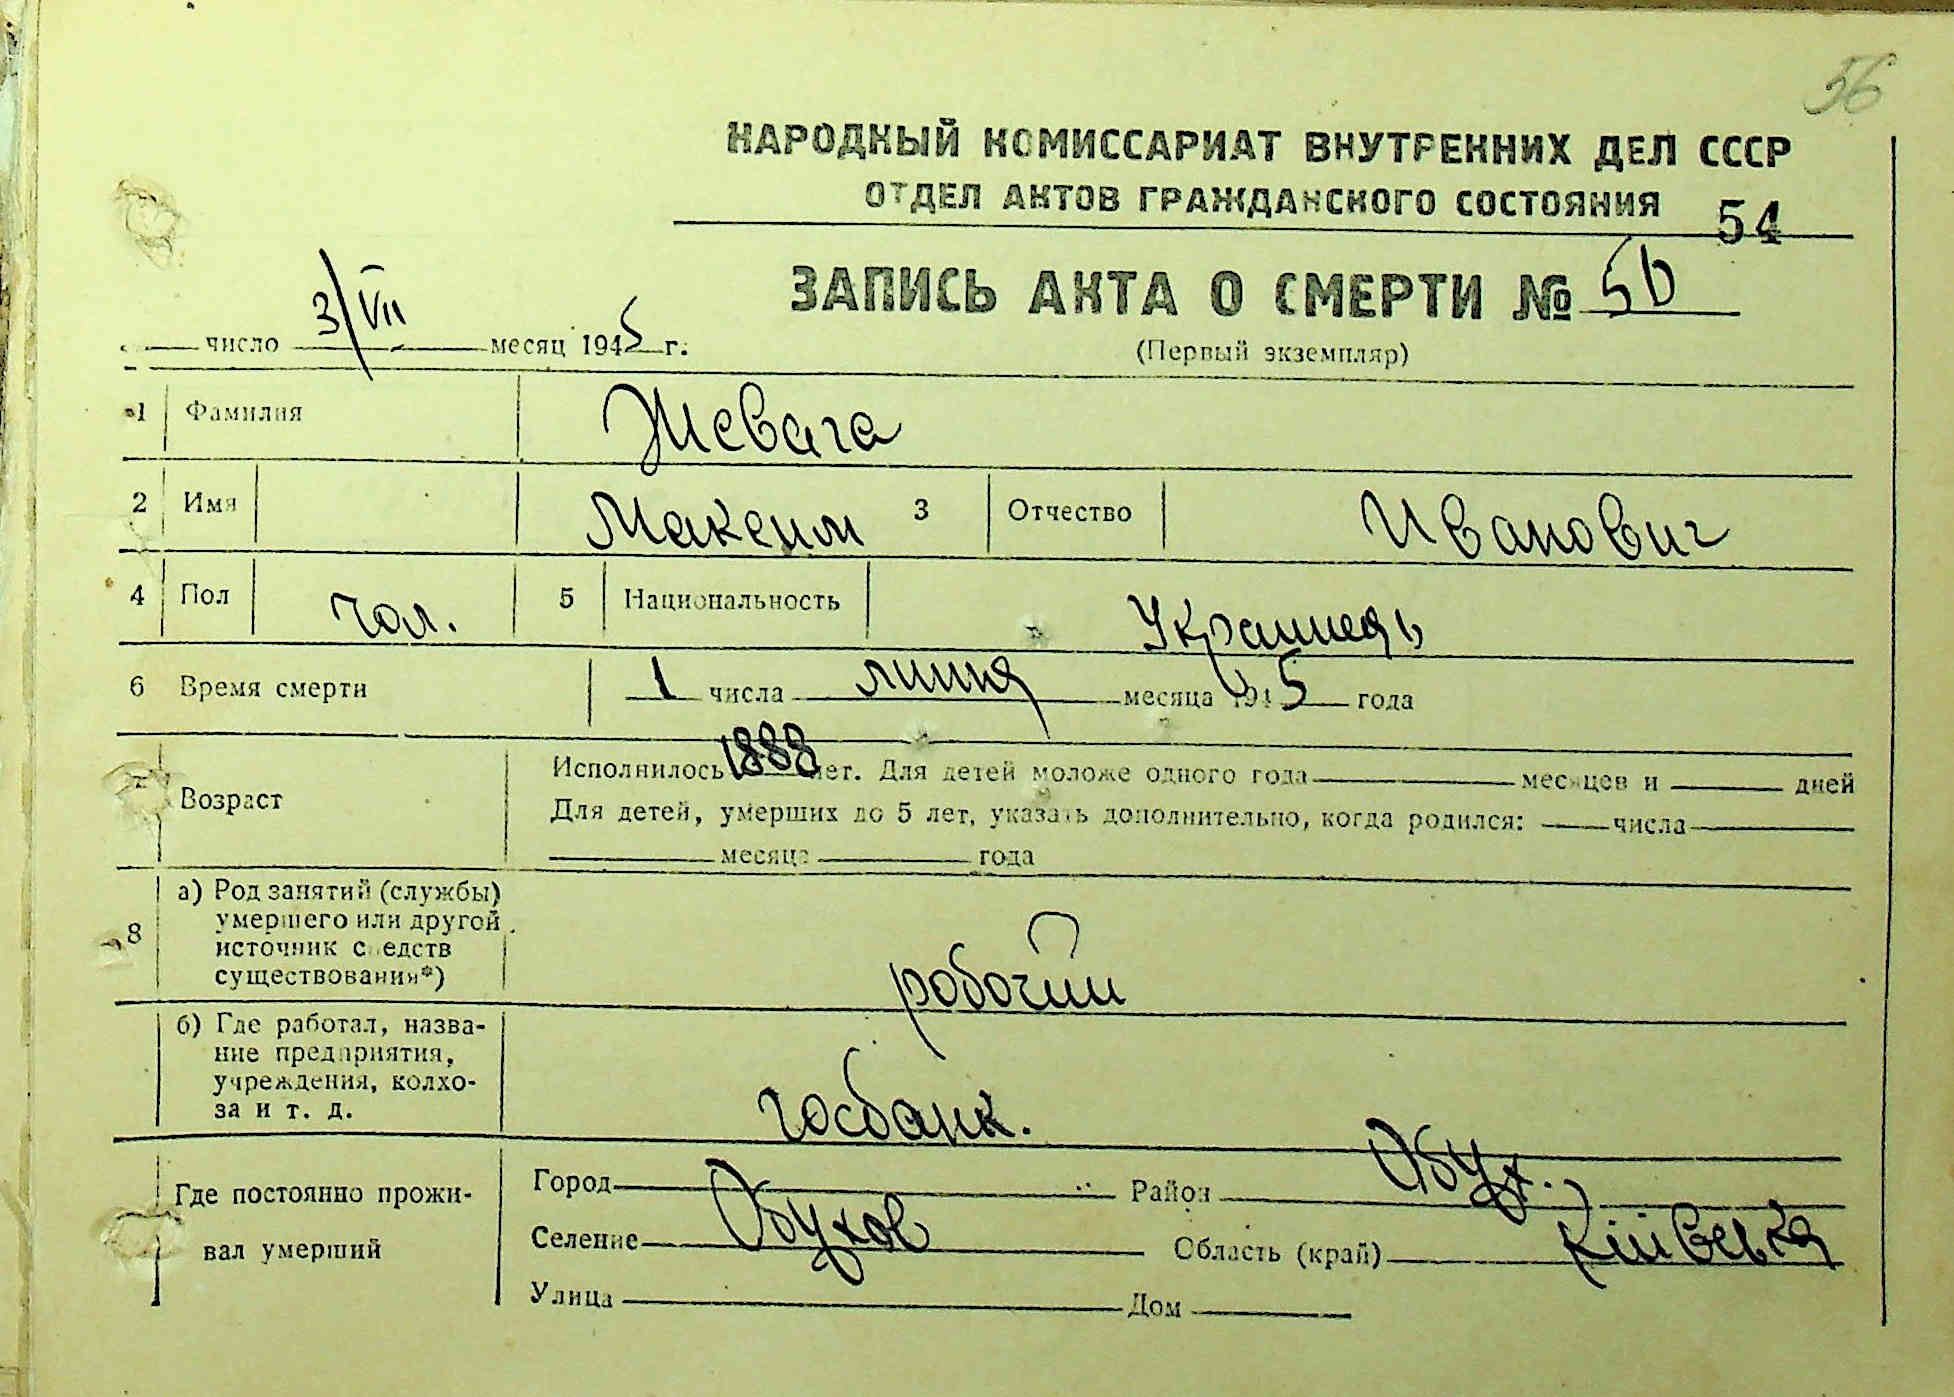 56
НАРОДНЫЙ КОМИССАРИАТ ВНУТРЕННИХ ДЕЛ СССР
ОТДЕЛ АКТОВ ГРАЖДАНСКОГО СОСТОЯНИЯ 54
ЗАПИСЬ АКТА О СМЕРТИ № 50
число 3/VII месяц 1945 г. (Первый экземпляр)
1 Фамилия Жевага
2 Имя Максим 3 Отчество Иванович
4 Пол чол. 5 Национальность
6 Время смерти 1 числа липня месяца 1945 года
7 Возраст Исполнилось 1888 лет. Для детей моложе одного года месяцев и дней
Для детей, умерших до 5 лет, указать дополнительно, когда родился: числа
месяца года
8 а) Род занятий (службы)
умершего или другой
источник средств
существования*) робочий
б) Где работал, назва-
ние предприятия,
учреждения, колхо-
за и т. д. госбанк.
Где постоянно прожи-
вал умерший
Город Район Обух.,
Селение Обухов Область (край) Київська
Улица Дом